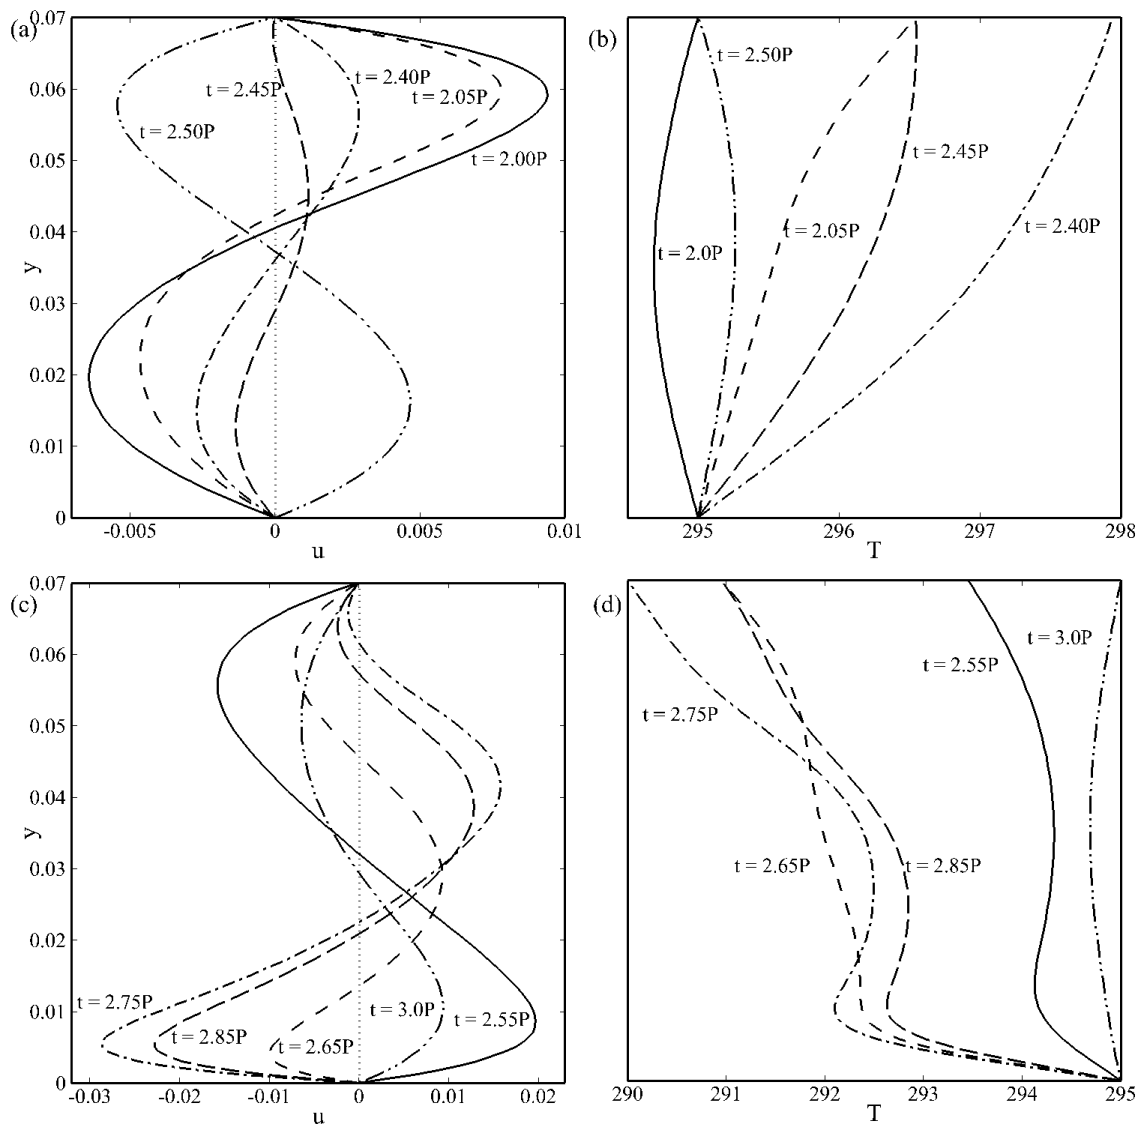 (a)
0.07
0.06
0.05
0.04
0.03
0.02
0.01
0
y
t = 2.45P
t = 2.40P
t = 2.05P
t = 2.50P
t = 2.00P
-0.005
0
0.005
0.01
u
(b)
t = 2.50P
t = 2.45P
t = 2.05P
t = 2.40P
t = 2.0P
295
296
297
298
T
(c)
0.07
0.06
0.05
0.04
0.03
0.02
0.01
0
y
t = 2.75P
t = 2.85P
t = 2.65P
t = 3.0P
t = 2.55P
-0.03
-0.02
-0.01
0
0.01
0.02
u
(d)
t = 3.0P
t = 2.55P
t = 2.75P
t = 2.65P
t = 2.85P
290
291
292
293
294
295
T